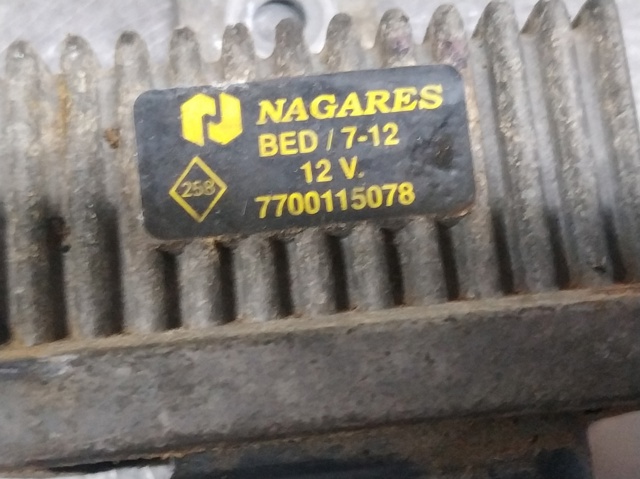 NAGARES
BED / 7-12
12 V.
258
7700115078